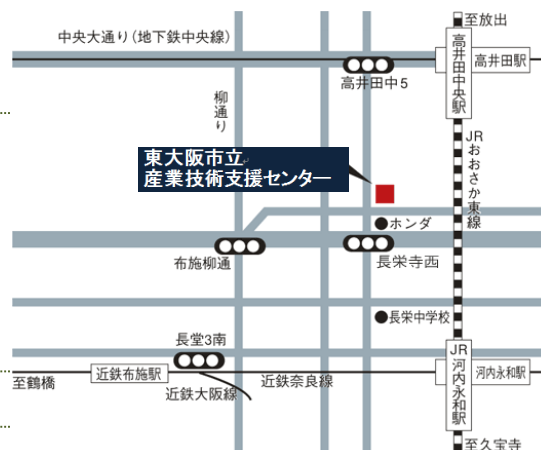 至放出
中央大通り(地下鉄中央線)
高井田中央駅
高井田駅
高井田中5
柳通り
JRおおさか東線
東大阪市立
産業技術支援センター
ホンダ
布施柳通
長栄寺西
長栄中学校
長堂3南
JR河内永和駅
河内永和駅
近鉄布施駅
至鶴橋
近鉄大阪線
近鉄奈良線
至久宝寺